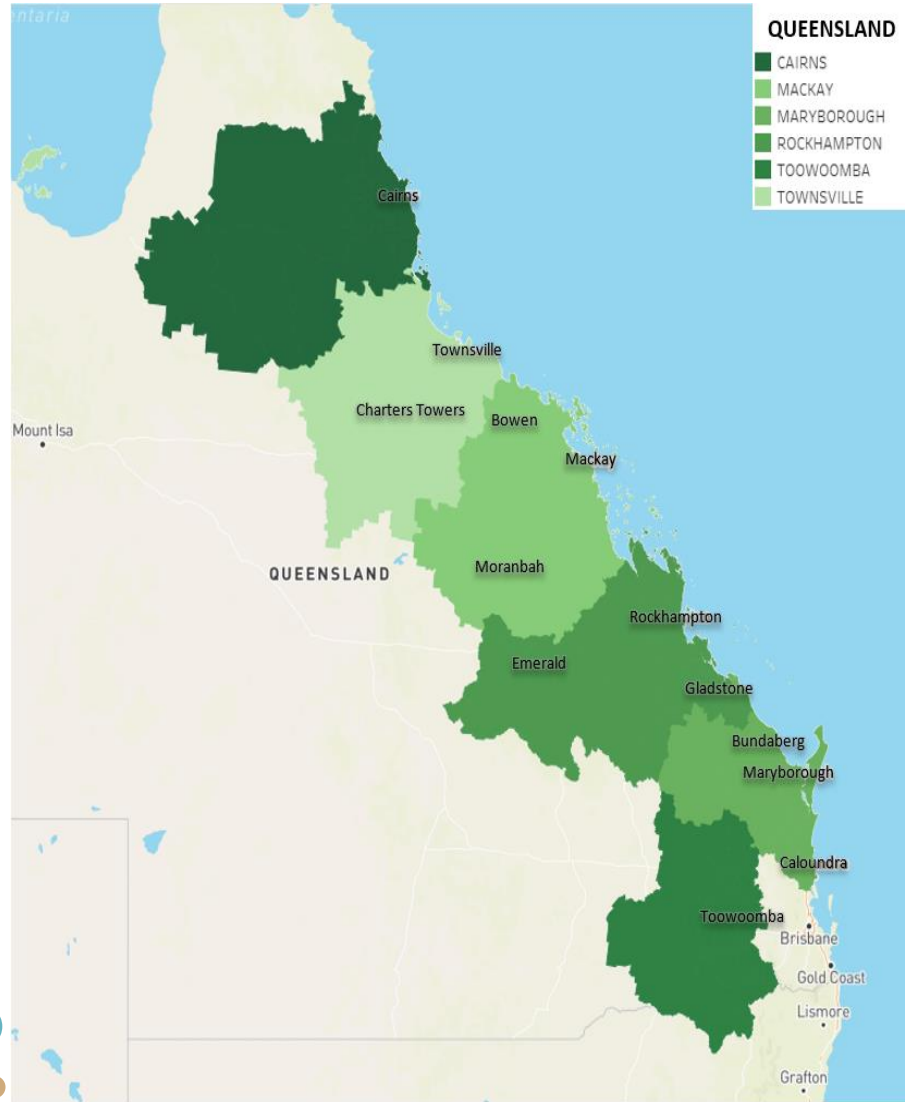 entaria
QUEENSLAND
CAIRNS
MACKAY
MARYBOROUGH
ROCKHAMPTON
TOOWOOMBA
TOWNSVILLE
Cairns
Townsville
Charters Towers
Bowen
Mount Isa
Mackay
Moranbah
QUEENSLAND
Rockhampton
Emerald
Gladstone
Bundaberg
Maryborough
Caloundra
Toowoomba
Brisbane
Gold Coast
Lismore
Grafton